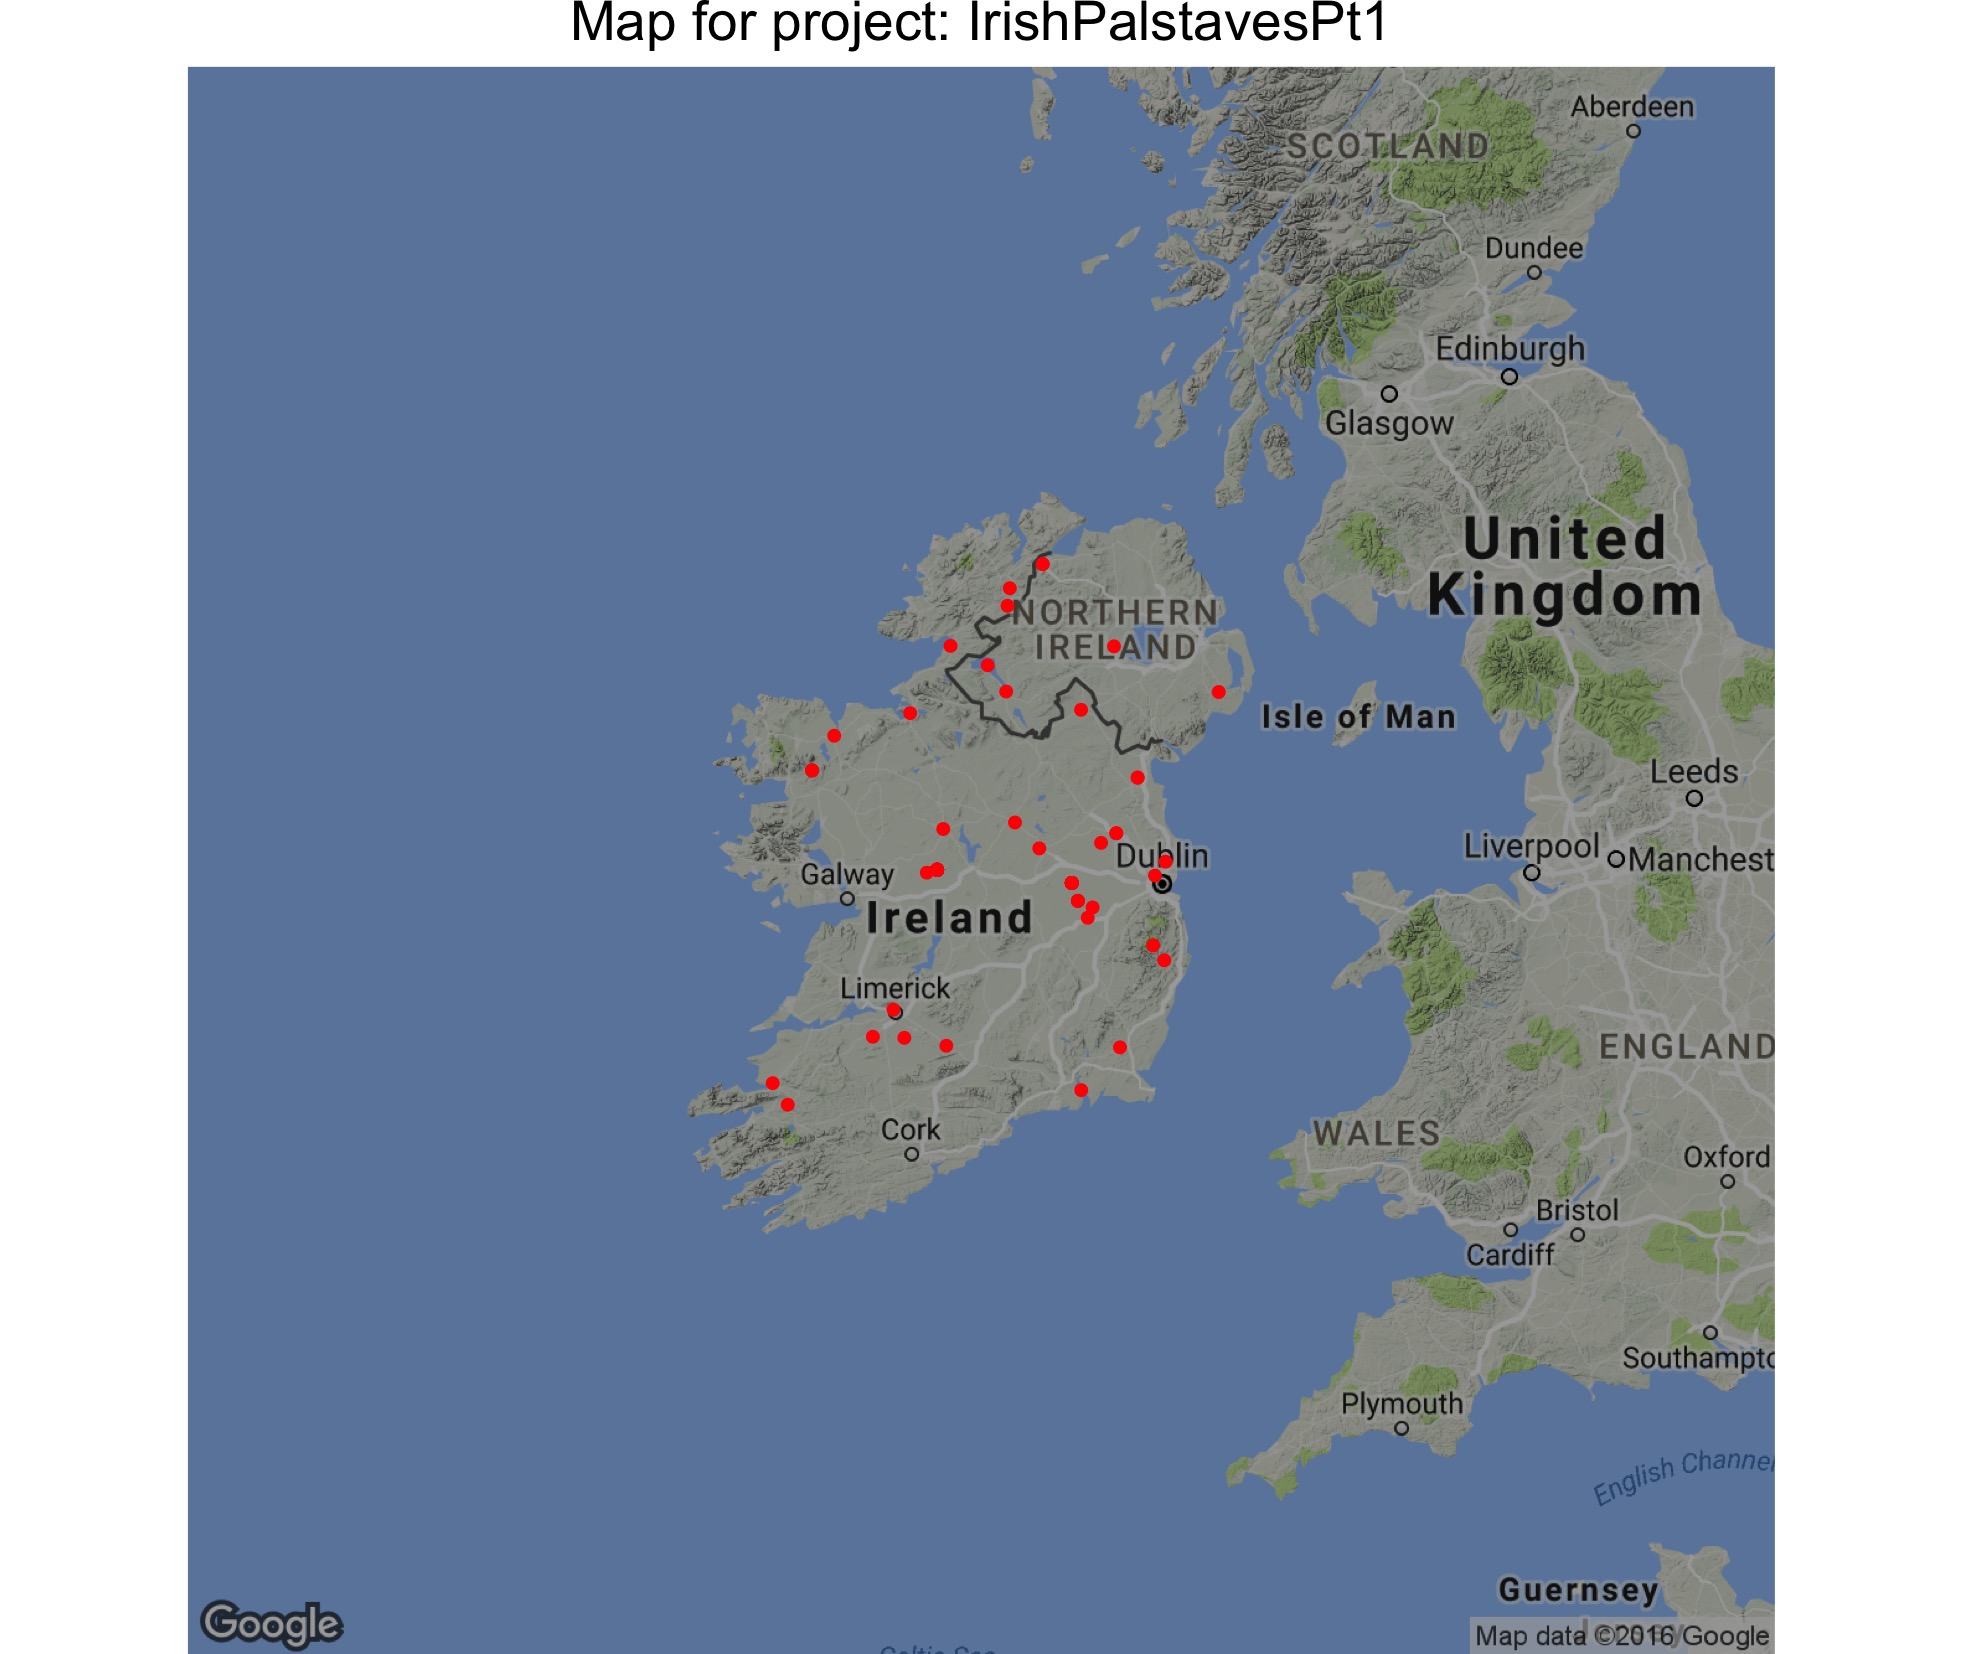 Map for project: IrishPalstavesPt1
Aberdeen
SCOTLAND
Dundee
Edinburgh
Glasgow
United
Kingdom
NORTHERN
IRELAND
Isle of Man
Leeds
Liverpool
Manchest
Dublin
Galway
Ireland
Limerick
ENGLAND
Cork
WALES
Oxford
Bristol
Cardiff
Southampto
Plymouth
English Channel
Guernsey
Google
Map data ©2016 Google